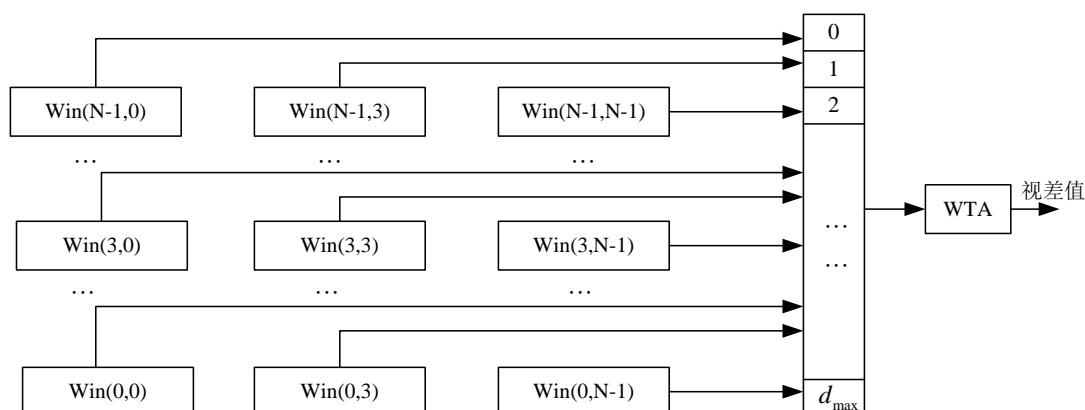 0
1
Win(N-1,0) Win(N-1,3) Win(N-1,N-1) 2
… … …
视差值
Win(3,0) Win(3,3) Win(3,N-1) … WTA
…
… … …
Win(0,0) Win(0,3) Win(0,N-1) dmax